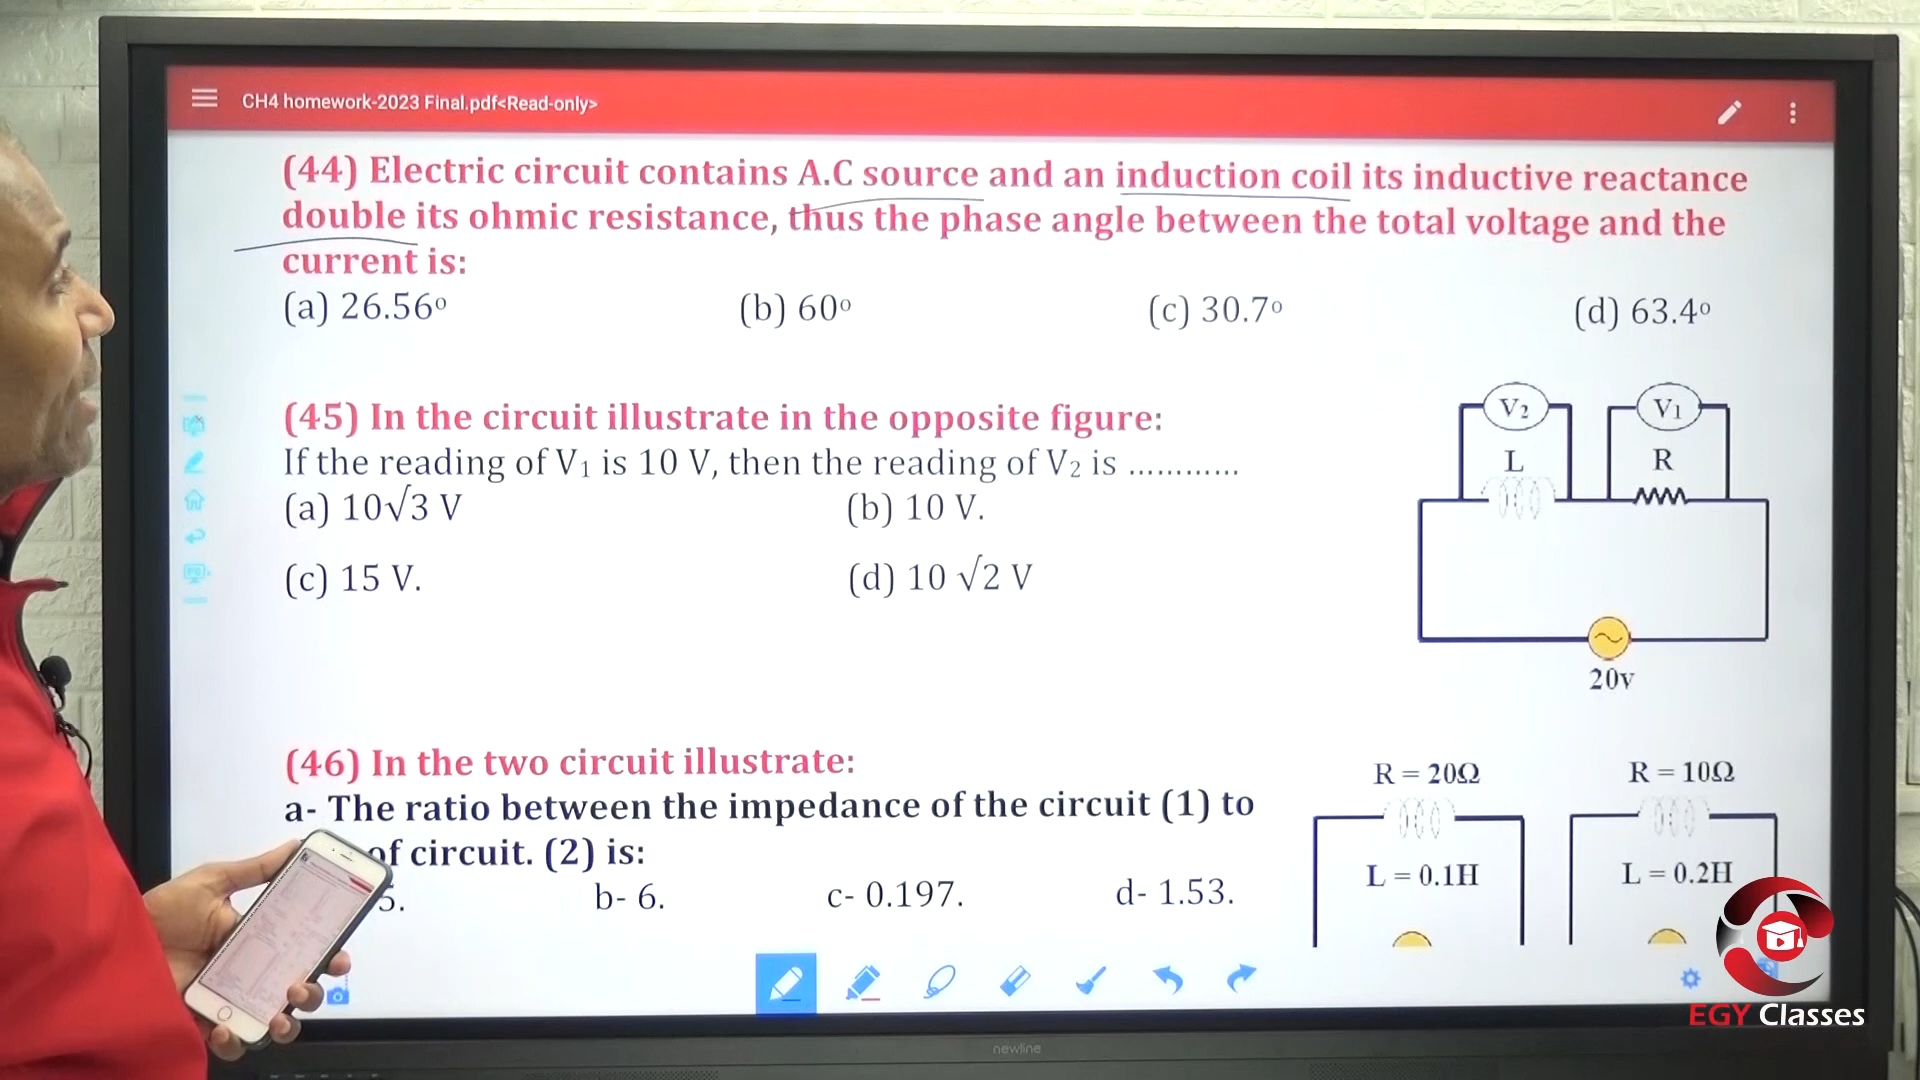 CH4 homework-2023 Final.pdf<Read-only>
(44) Electric circuit contains A.C source and an induction coil its inductive reactance
double its ohmic resistance, thus the phase angle between the total voltage and the
current is:
(a) 26.56° (b) 60° (c) 30.7° (d) 63.4°
(45) In the circuit illustrate in the opposite figure:
If the reading of V₁ is 10 V, then the reading of V₂ is ............
(a) 10√3 V (b) 10 V.
(c) 15 V. (d) 10 √2 V
V₂ V₁
L R
20v
(46) In the two circuit illustrate:
a- The ratio between the impedance of the circuit (1) to
of circuit. (2) is:
5. b- 6. c- 0.197. d- 1.53.
R = 20Ω R = 10Ω
L = 0.1H L = 0.2H
EGY Classes
newline